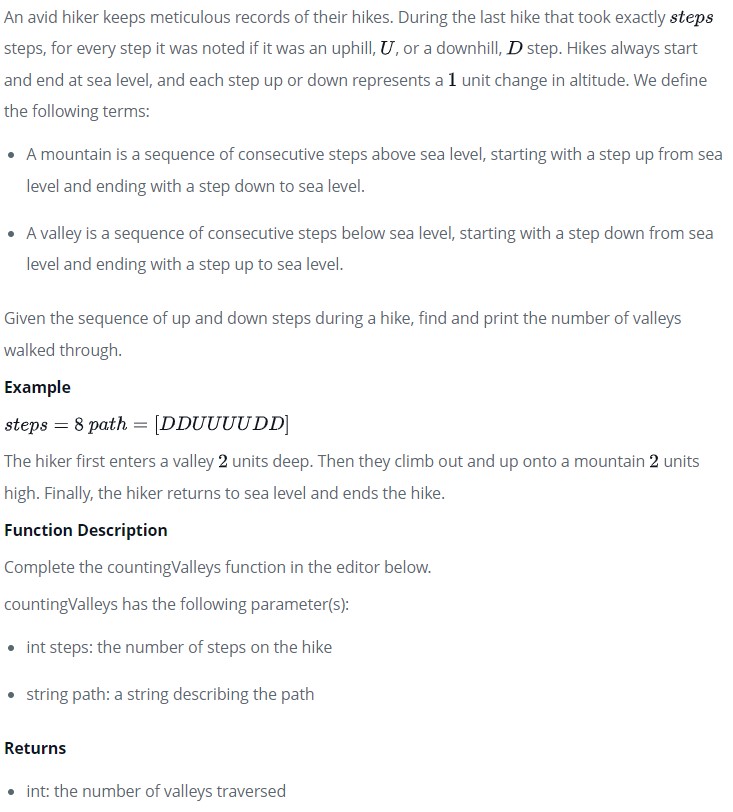 An avid hiker keeps meticulous records of their hikes. During the last hike that took exactly steps
steps, for every step it was noted if it was an uphill, U, or a downhill, D step. Hikes always start
and end at sea level, and each step up or down represents a 1 unit change in altitude. We define
the following terms:
• A mountain is a sequence of consecutive steps above sea level, starting with a step up from sea
level and ending with a step down to sea level.
• A valley is a sequence of consecutive steps below sea level, starting with a step down from sea
level and ending with a step up to sea level.
Given the sequence of up and down steps during a hike, find and print the number of valleys
walked through.
Example
steps = 8 path = [DDUUUUDD]
The hiker first enters a valley 2 units deep. Then they climb out and up onto a mountain 2 units
high. Finally, the hiker returns to sea level and ends the hike.
Function Description
Complete the countingValleys function in the editor below.
countingValleys has the following parameter(s):
• int steps: the number of steps on the hike
• string path: a string describing the path
Returns
• int: the number of valleys traversed